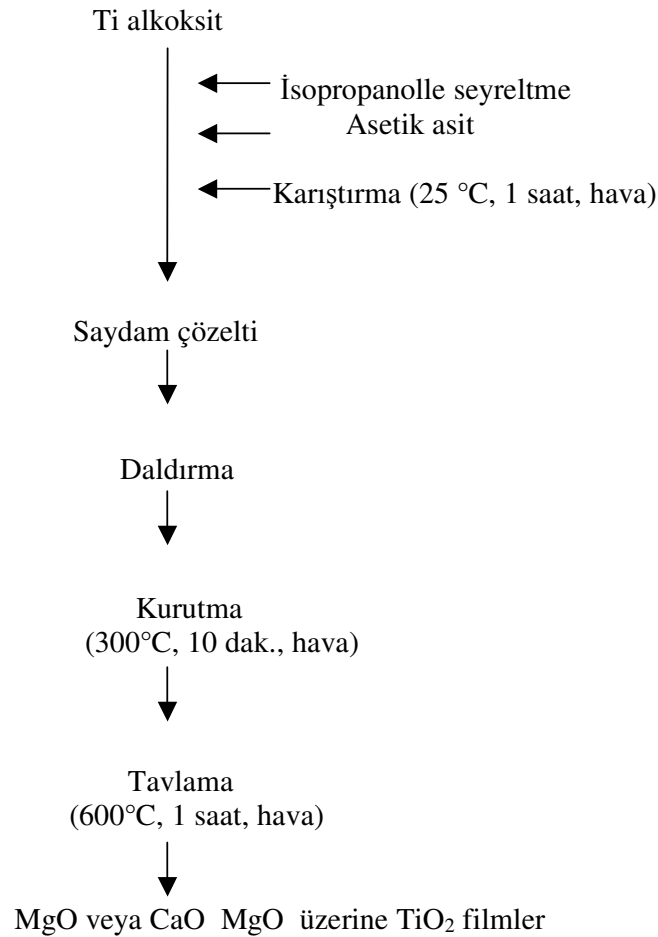 Ti alkoksit
İsopropanolle seyreltme
Asetik asit
Karıştırma (25 °C, 1 saat, hava)
Saydam çözelti
Daldırma
Kurutma
(300°C, 10 dak., hava)
Tavlama
(600°C, 1 saat, hava)
MgO veya CaO  MgO  üzerine TiO₂ filmler